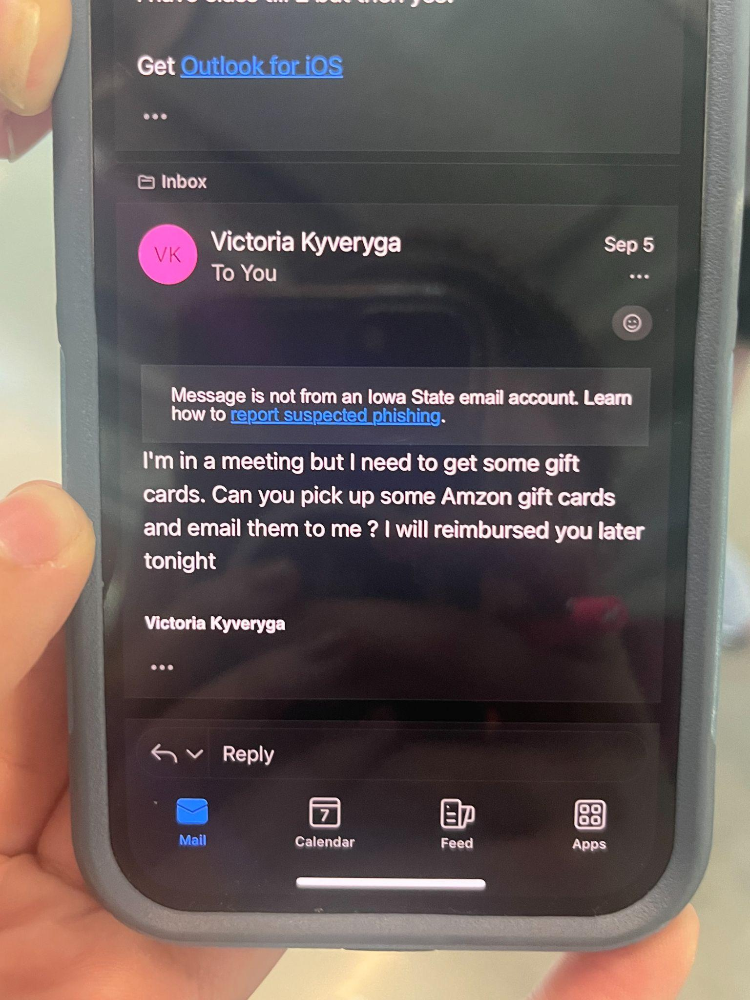 but then yes.
Get Outlook for iOS
Inbox
VK
Victoria Kyveryga
Sep 5
To You
Message is not from an Iowa State email account. Learn
how to report suspected phishing.
I'm in a meeting but I need to get some gift
cards. Can you pick up some Amzon gift cards
and email them to me ? I will reimbursed you later
tonight
Victoria Kyveryga
Reply
7
Mail
Calendar
Feed
Apps